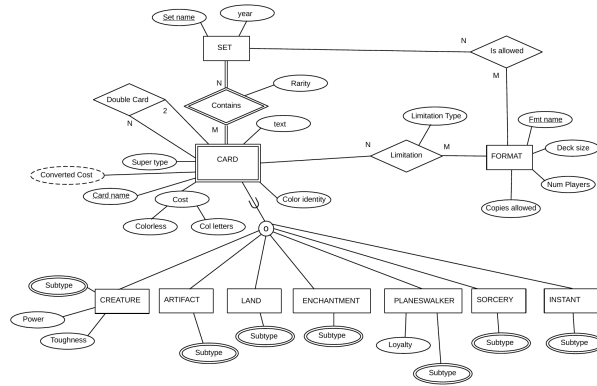 Set name
year
SET
N
Is allowed
N
Rarity
M
Double Card
2
Contains
N
M
text
Limitation Type
Fmt name
Deck size
N
M
Super type
CARD
Limitation
FORMAT
Converted Cost
Num Players
Card name
Cost
Color identity
Copies allowed
Colorless
Col letters
U
o
Subtype
CREATURE
ARTIFACT
LAND
ENCHANTMENT
PLANESWALKER
SORCERY
INSTANT
Power
Toughness
Subtype
Subtype
Subtype
Loyalty
Subtype
Subtype
Subtype